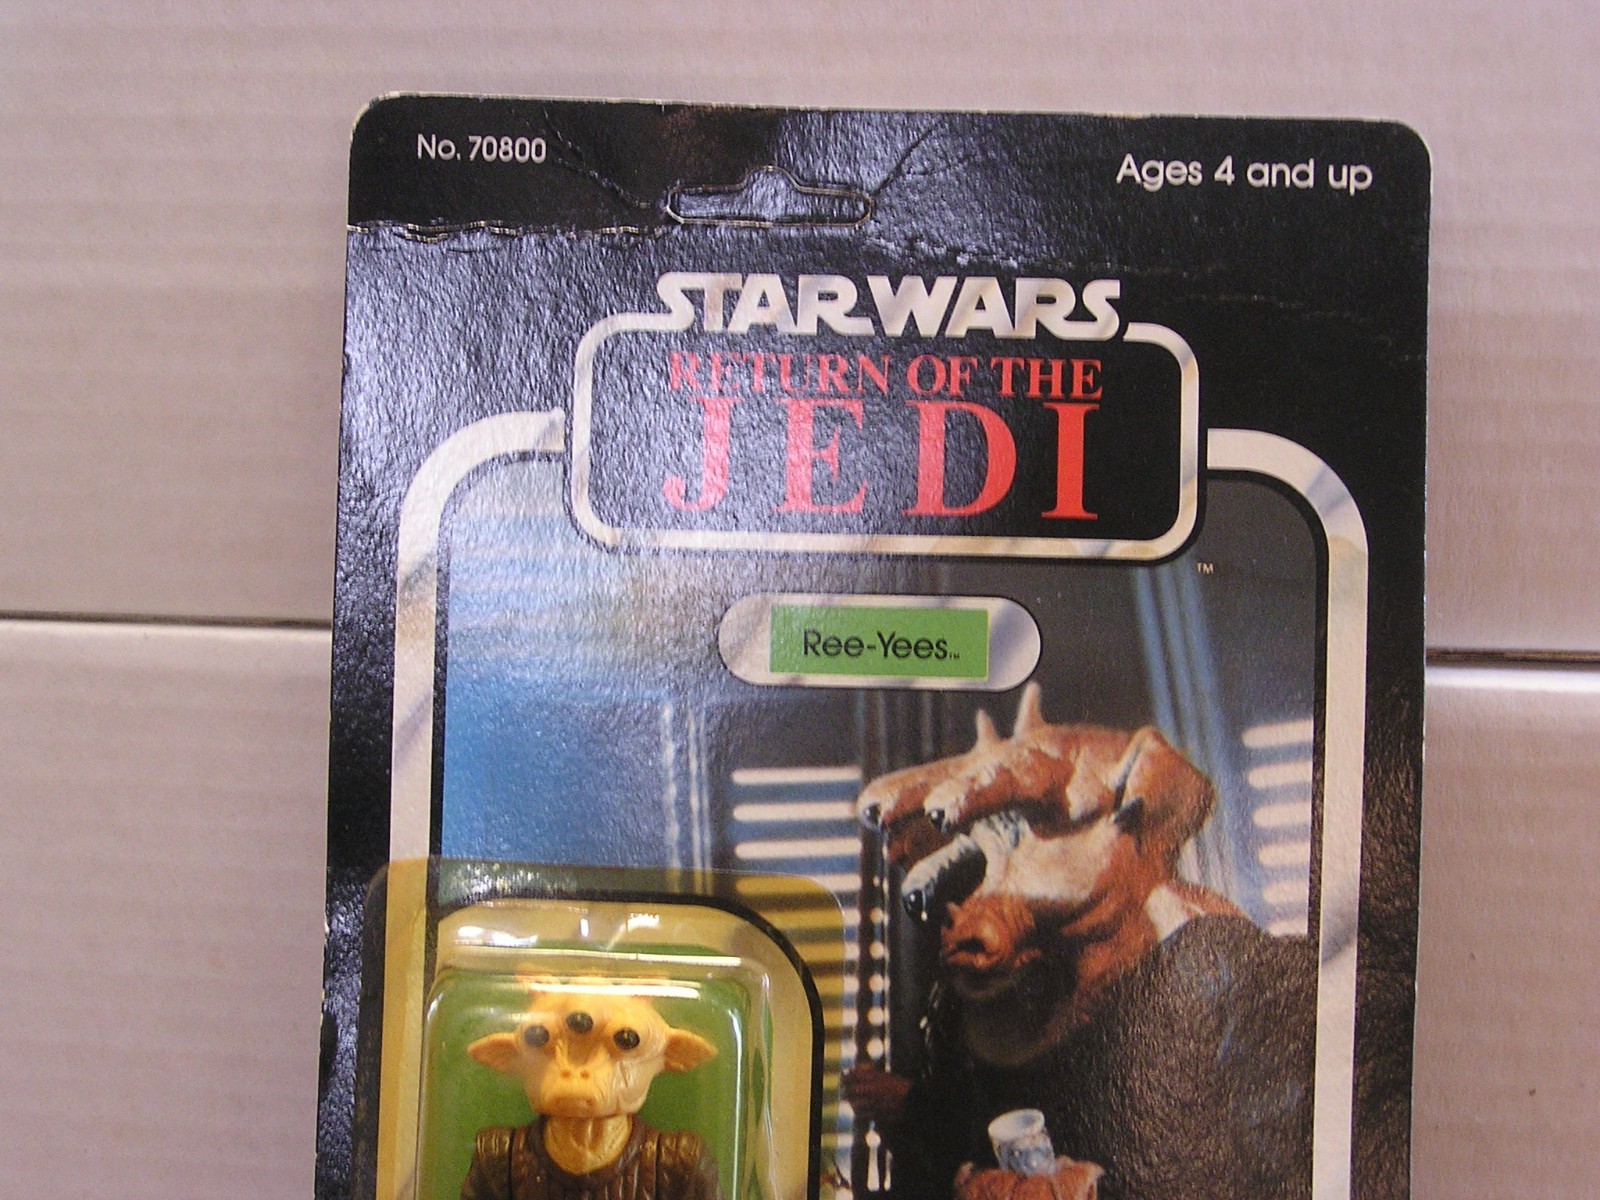 No. 70800
Ages 4 and up
STAR WARS
RETURN OF THE
JEDI
TM
Ree-Yees™